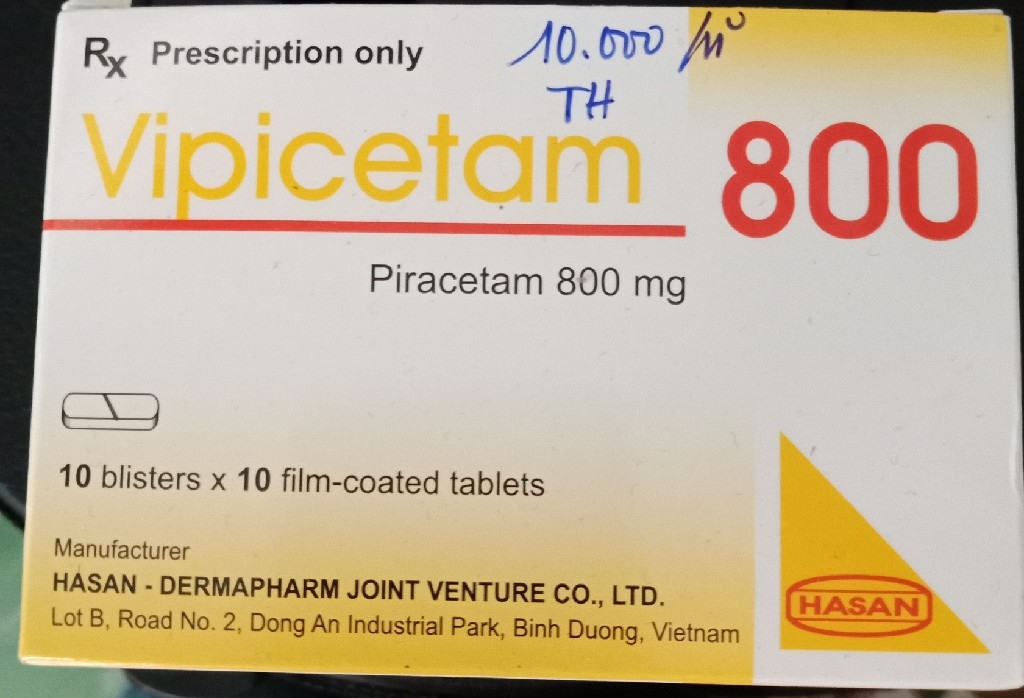 Rx Prescription only
10.000 /vỉ
TH
Vipicetam 800
Piracetam 800 mg
10 blisters x 10 film-coated tablets
Manufacturer
HASAN - DERMAPHARM JOINT VENTURE CO., LTD.
Lot B, Road No. 2, Dong An Industrial Park, Binh Duong, Vietnam
HASAN